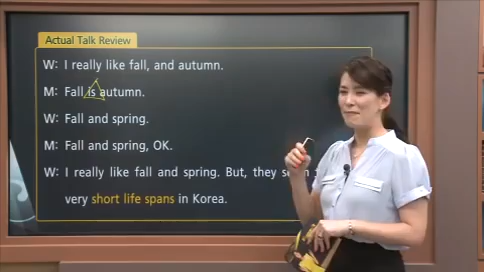 Actual Talk Review
W: I really like fall, and autumn.
M: Fall is autumn.
W: Fall and spring.
M: Fall and spring, OK.
W: I really like fall and spring. But, they
very short life spans in Korea.